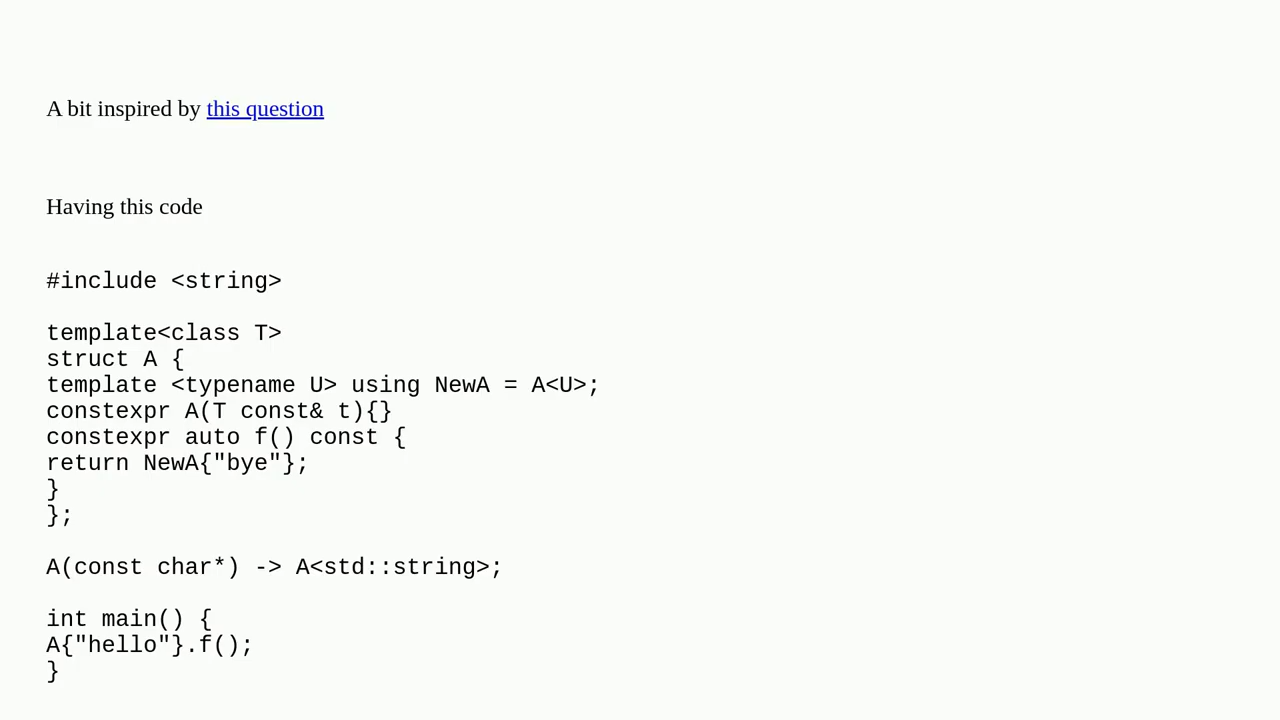 A bit inspired by this question
Having this code
#include <string>
template<class T>
struct A {
template <typename U> using NewA = A<U>;
constexpr A(T const& t){}
constexpr auto f() const {
return NewA{"bye"};
}
};
A(const char*) -> A<std::string>;
int main() {
A{"hello"}.f();
}